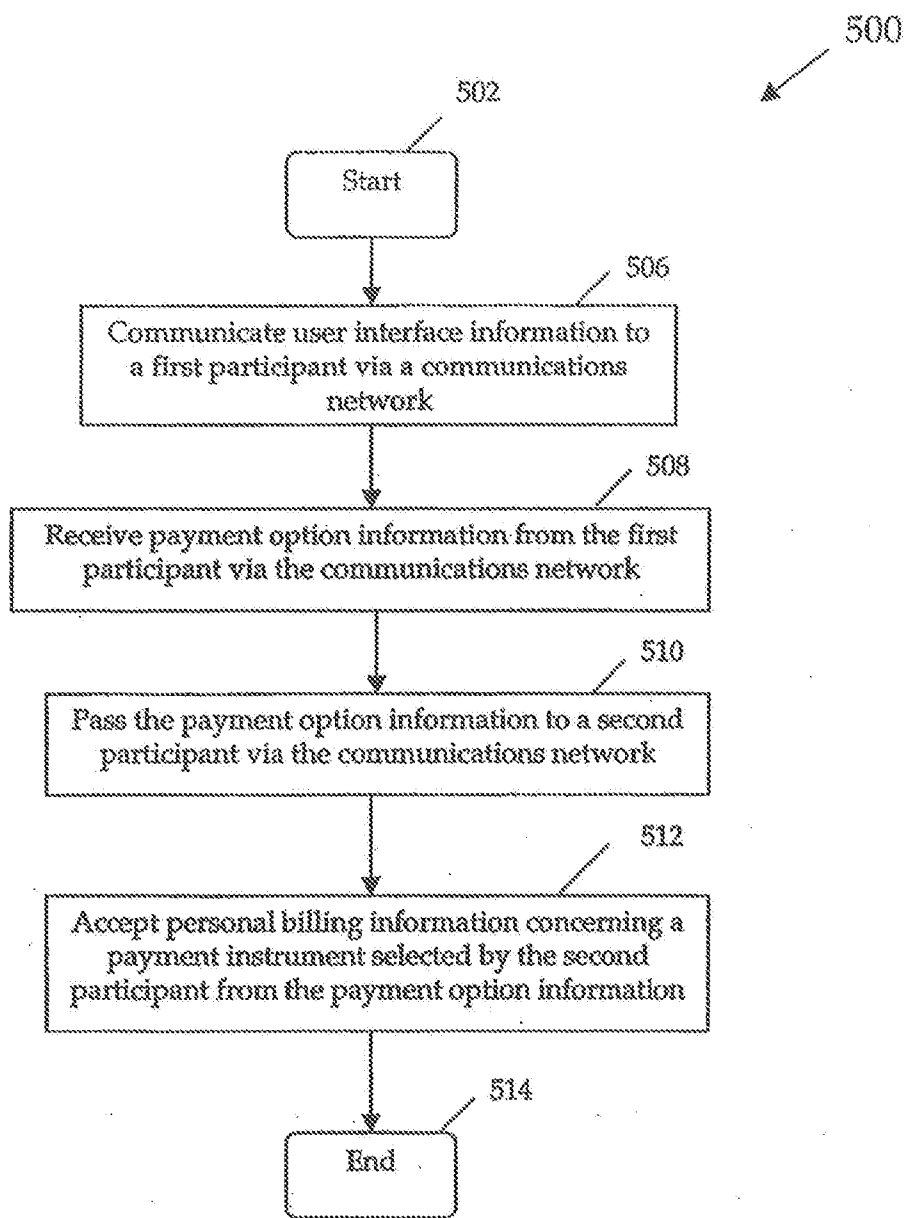 500
502
Start
506
Communicate user interface information to
a first participant via a communications
network
508
Receive payment option information from the first
participant via the communications network
510
Pass the payment option information to a second
participant via the communications network
512
Accept personal billing information concerning a
payment instrument selected by the second
participant from the payment option information
514
End